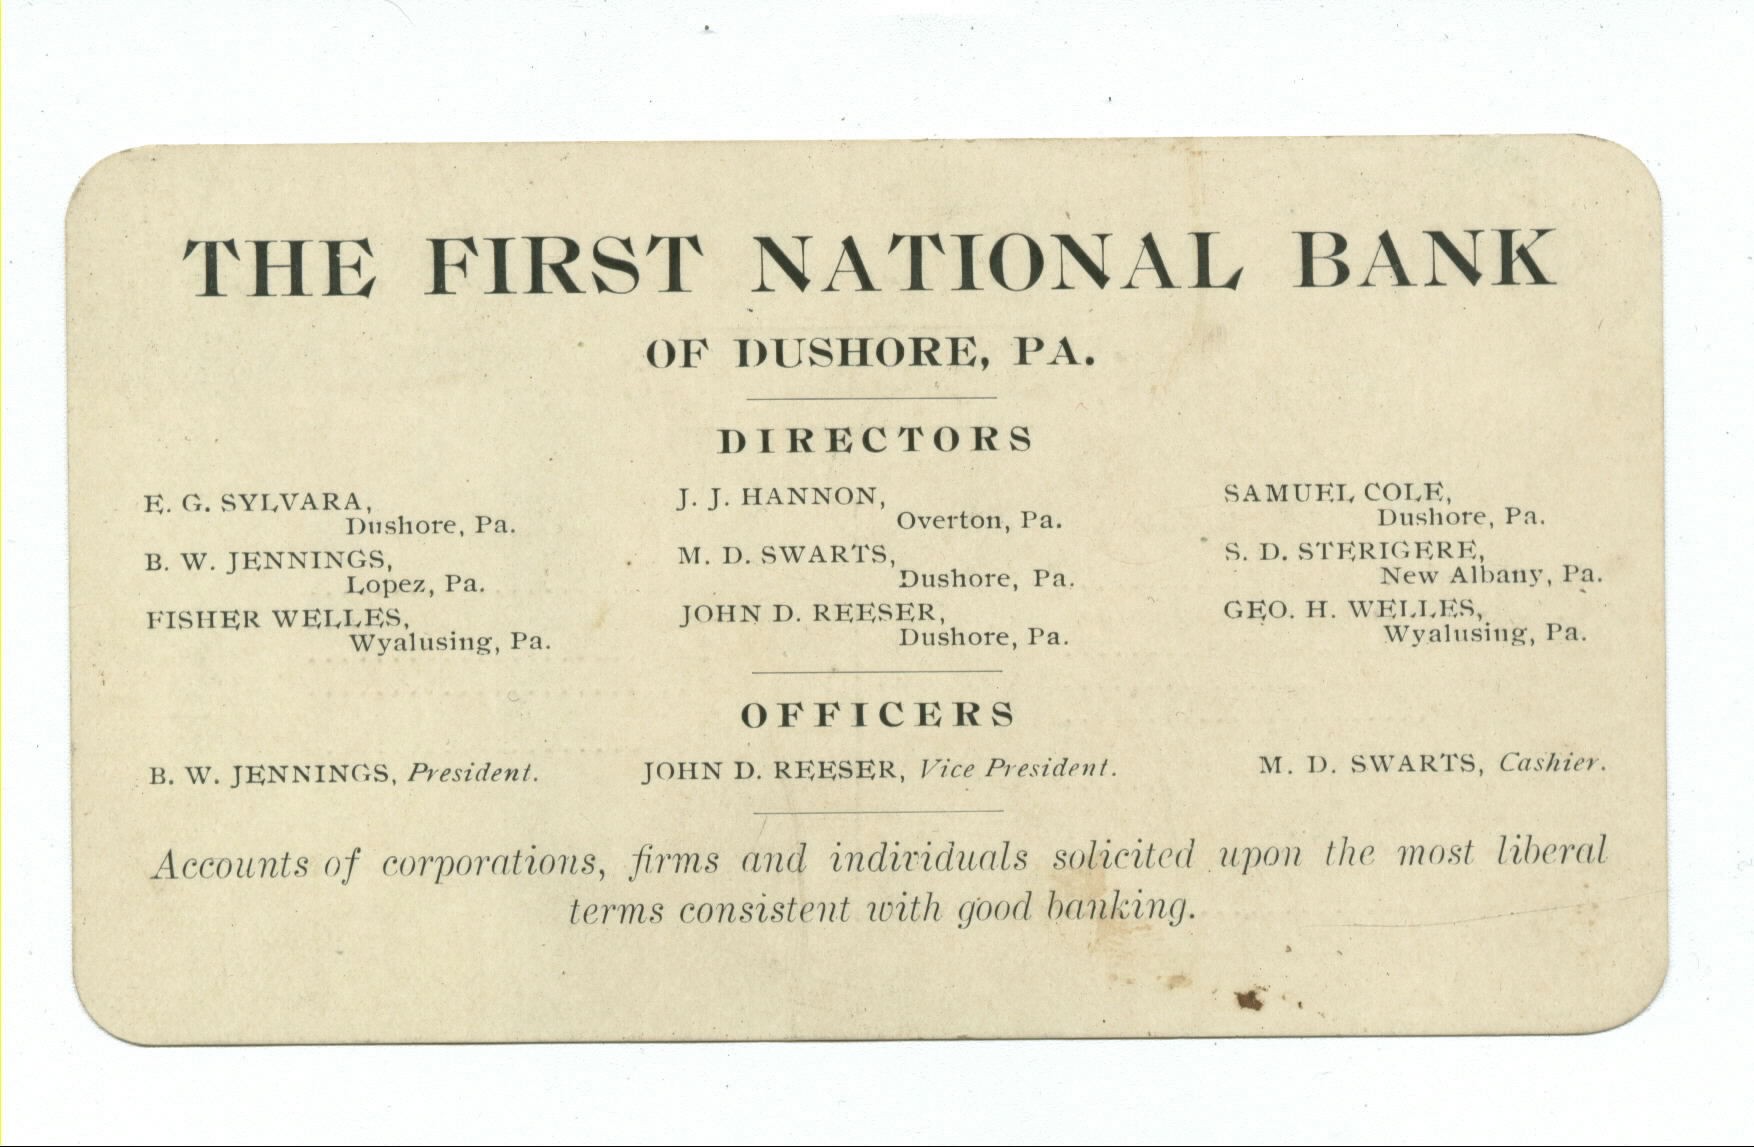 THE FIRST NATIONAL BANK
OF DUSHORE, PA.
DIRECTORS
E. G. SYLVARA,
Dushore, Pa.
B. W. JENNINGS,
Lopez, Pa.
FISHER WELLES,
Wyalusing, Pa.
J. J. HANNON,
Overton, Pa.
M. D. SWARTS,
Dushore, Pa.
JOHN D. REESER,
Dushore, Pa.
SAMUEL COLE,
Dushore, Pa.
S. D. STERIGERE,
New Albany, Pa.
GEO. H. WELLES,
Wyalusing, Pa.
OFFICERS
B. W. JENNINGS, President.
JOHN D. REESER, Vice President.
M. D. SWARTS, Cashier.
Accounts of corporations, firms and individuals solicited upon the most liberal
terms consistent with good banking.